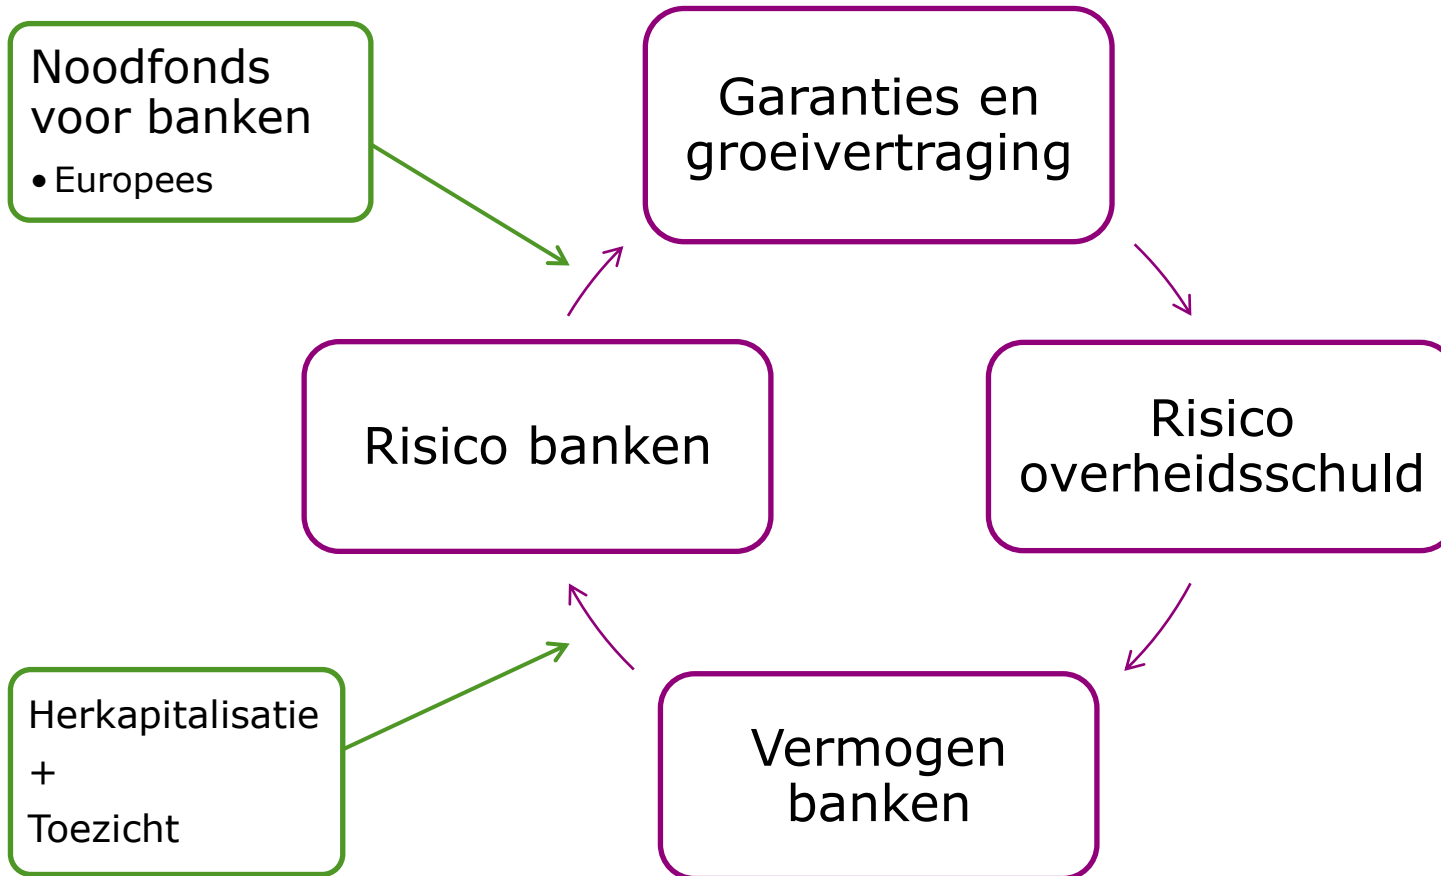 Noodfonds
voor banken
• Europees
Garanties en
groeivertraging
Risico banken
Risico
overheidsschuld
Herkapitalisatie
+
Toezicht
Vermogen
banken